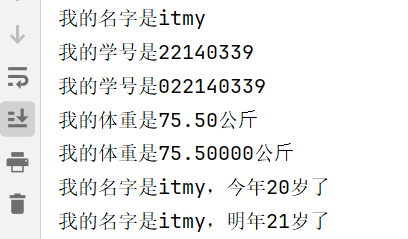 我的名字是itmy
我的学号是22140339
我的学号是022140339
我的体重是75.50公斤
我的体重是75.50000公斤
我的名字是itmy，今年20岁了
我的名字是itmy，明年21岁了